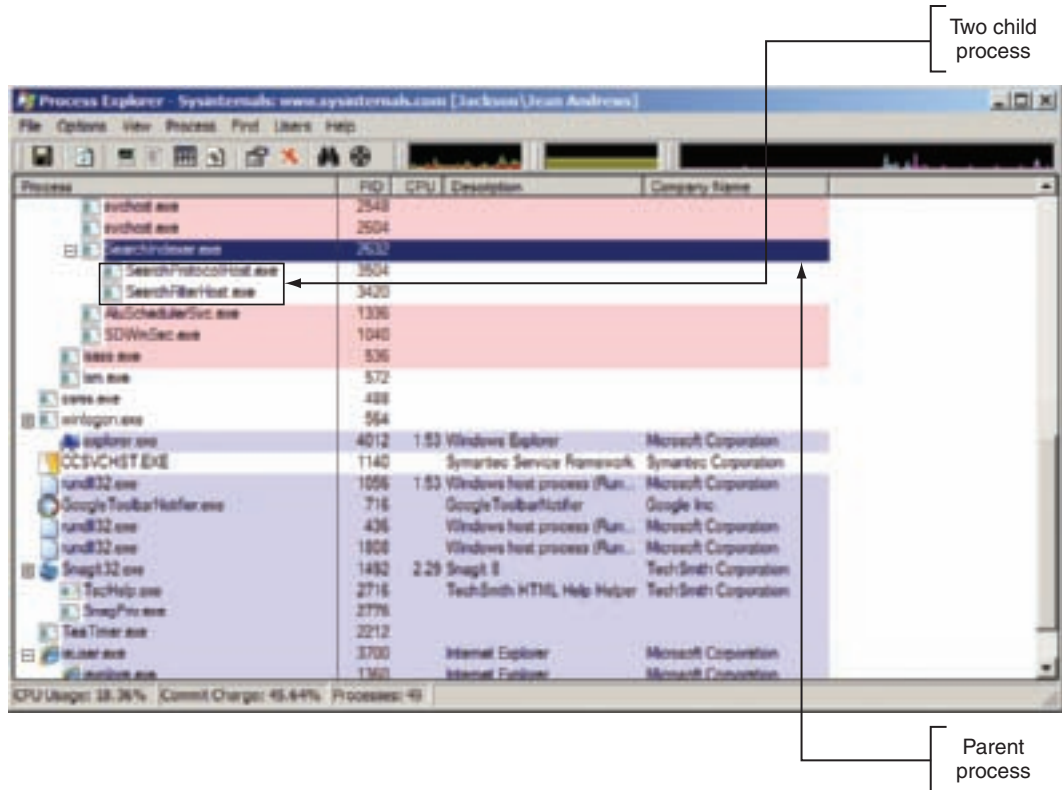 Two child
process
Process Explorer - Sysinternals: www.sysinternals.com [Jackson\Jean Andrews]
File Options View Process Find Users Help
Process PID CPU Description Company Name
svchost.exe 2548
svchost.exe 2604
SearchIndexer.exe 2632
SearchProtocolHost.exe 3504
SearchFilterHost.exe 3420
AluSchedulerSvc.exe 1336
SDWinSec.exe 1040
lsass.exe 536
lsm.exe 572
csrss.exe 488
winlogon.exe 564
explorer.exe 4012 1.53 Windows Explorer Microsoft Corporation
CCSVCHST.EXE 1140 Symantec Service Framework Symantec Corporation
rundll32.exe 1056 1.53 Windows host process (Run... Microsoft Corporation
GoogleToolbarNotifier.exe 716 GoogleToolbarNotifier Google Inc.
rundll32.exe 436 Windows host process (Run... Microsoft Corporation
rundll32.exe 1808 Windows host process (Run... Microsoft Corporation
Snagit32.exe 1492 2.29 Snagit 8 TechSmith Corporation
TscHelp.exe 2716 TechSmith HTML Help Helper TechSmith Corporation
SnagPriv.exe 2776
TeaTimer.exe 2212
ieuser.exe 3700 Internet Explorer Microsoft Corporation
iexplore.exe 1360 Internet Explorer Microsoft Corporation
CPU Usage: 18.36% Commit Charge: 45.64% Processes: 49
Parent
process